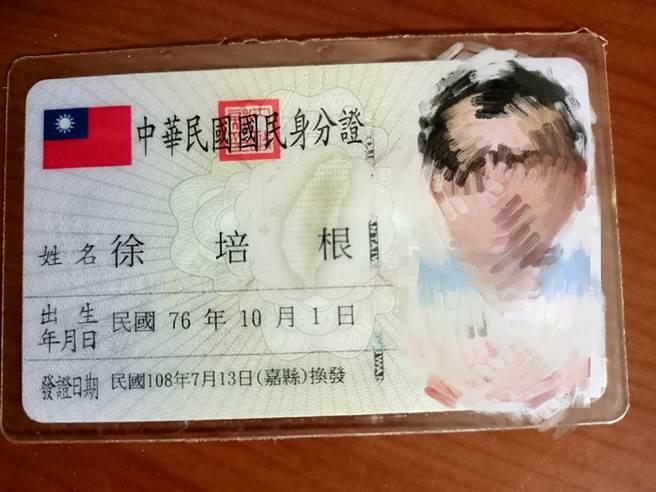 中華民國國民身分證
姓名 徐培根
出生年月日 民國 76 年 10 月 1 日
發證日期 民國108年7月13日(嘉縣)換發